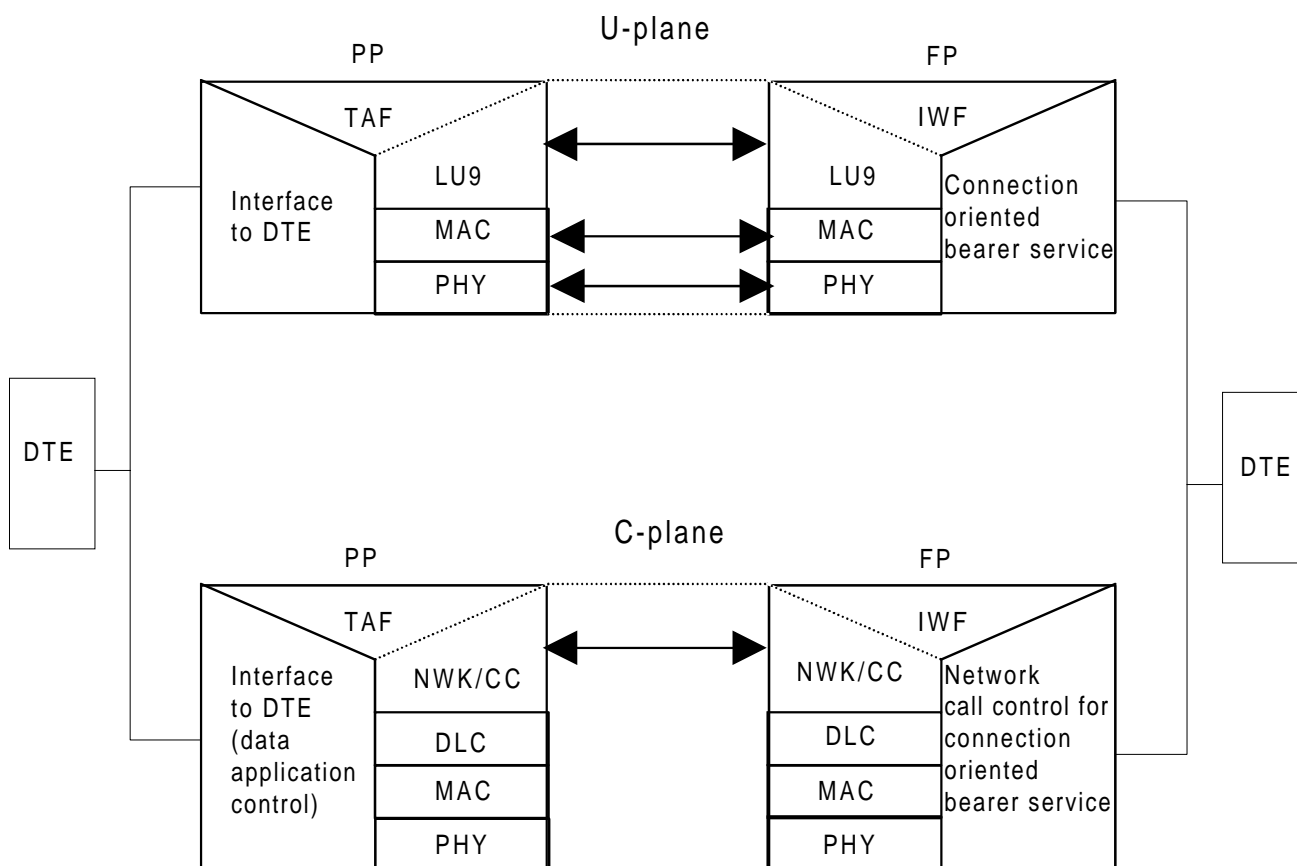 U-plane
PP
FP
TAF
IWF
LU9
LU9
Interface
to DTE
Connection
oriented
bearer service
MAC
MAC
PHY
PHY
DTE
DTE
C-plane
PP
FP
TAF
IWF
Interface
to DTE
(data
application
control)
NWK/CC
NWK/CC
Network
call control for
connection
oriented
bearer service
DLC
DLC
MAC
MAC
PHY
PHY